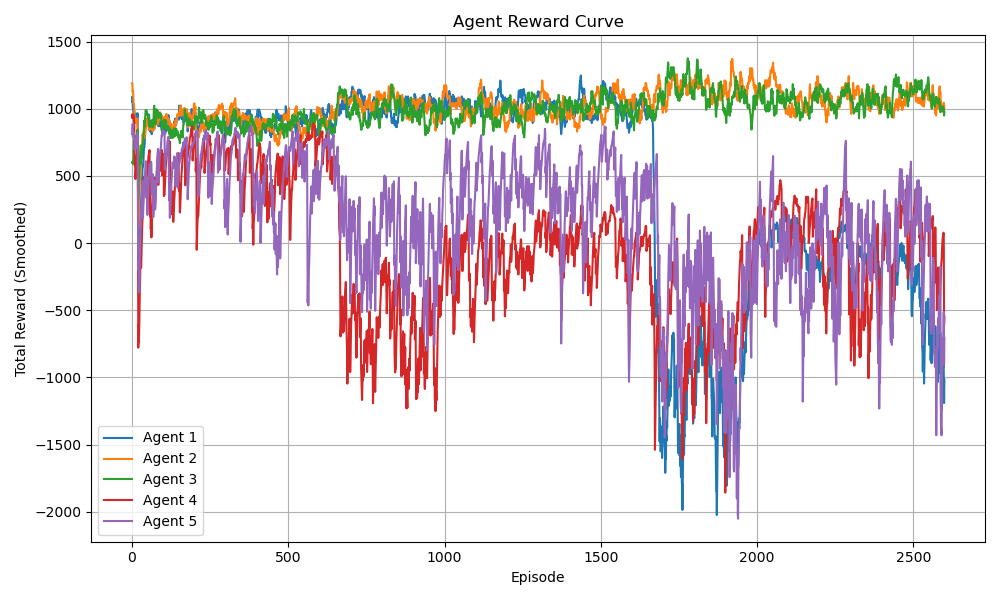 Agent Reward Curve
Total Reward (Smoothed)
1500
1000
500
0
−500
−1000
−1500
−2000
Agent 1
Agent 2
Agent 3
Agent 4
Agent 5
0 500 1000 1500 2000 2500
Episode